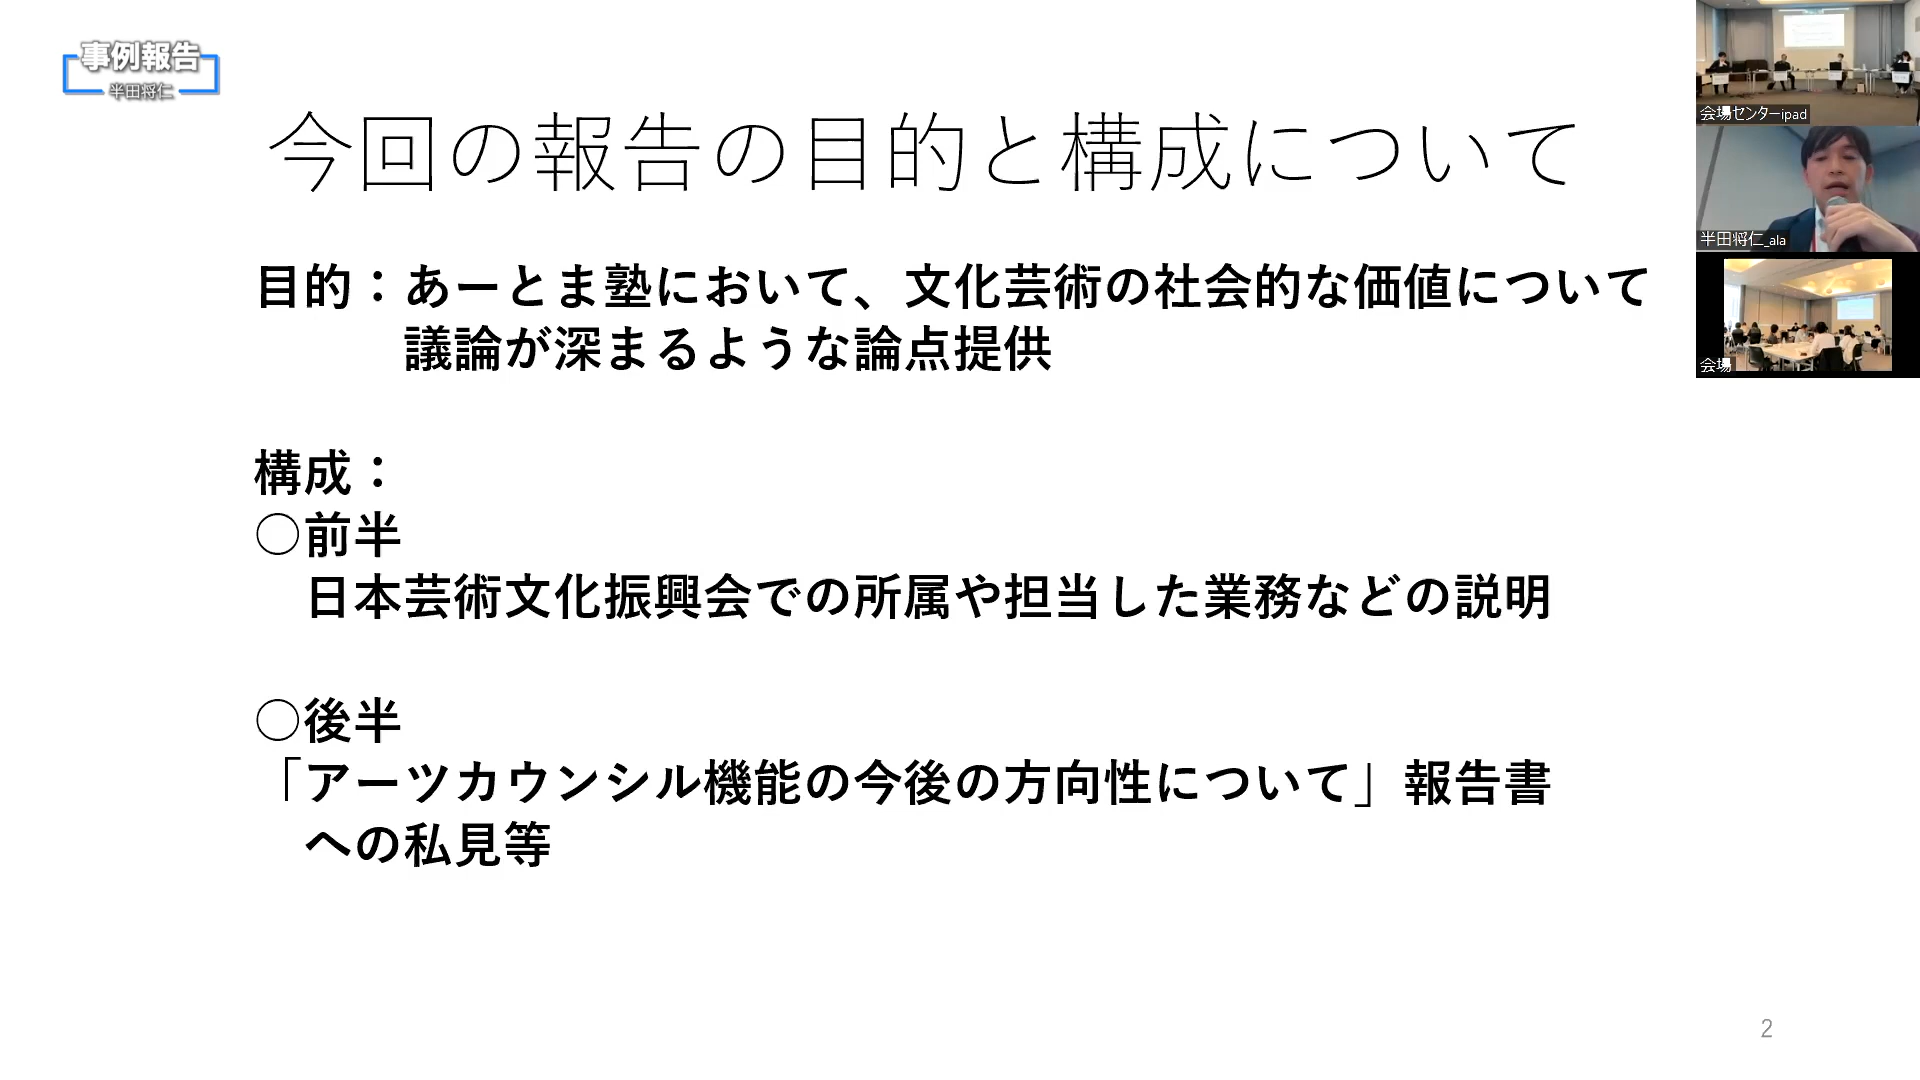 事例報告
半田将仁
今回の報告の目的と構成について
目的：あーとま塾において、文化芸術の社会的な価値について
議論が深まるような論点提供
構成：
○前半
日本芸術文化振興会での所属や担当した業務などの説明
○後半
「アーツカウンシル機能の今後の方向性について」報告書
への私見等
2
会場センターipad
半田将仁_ala
会場